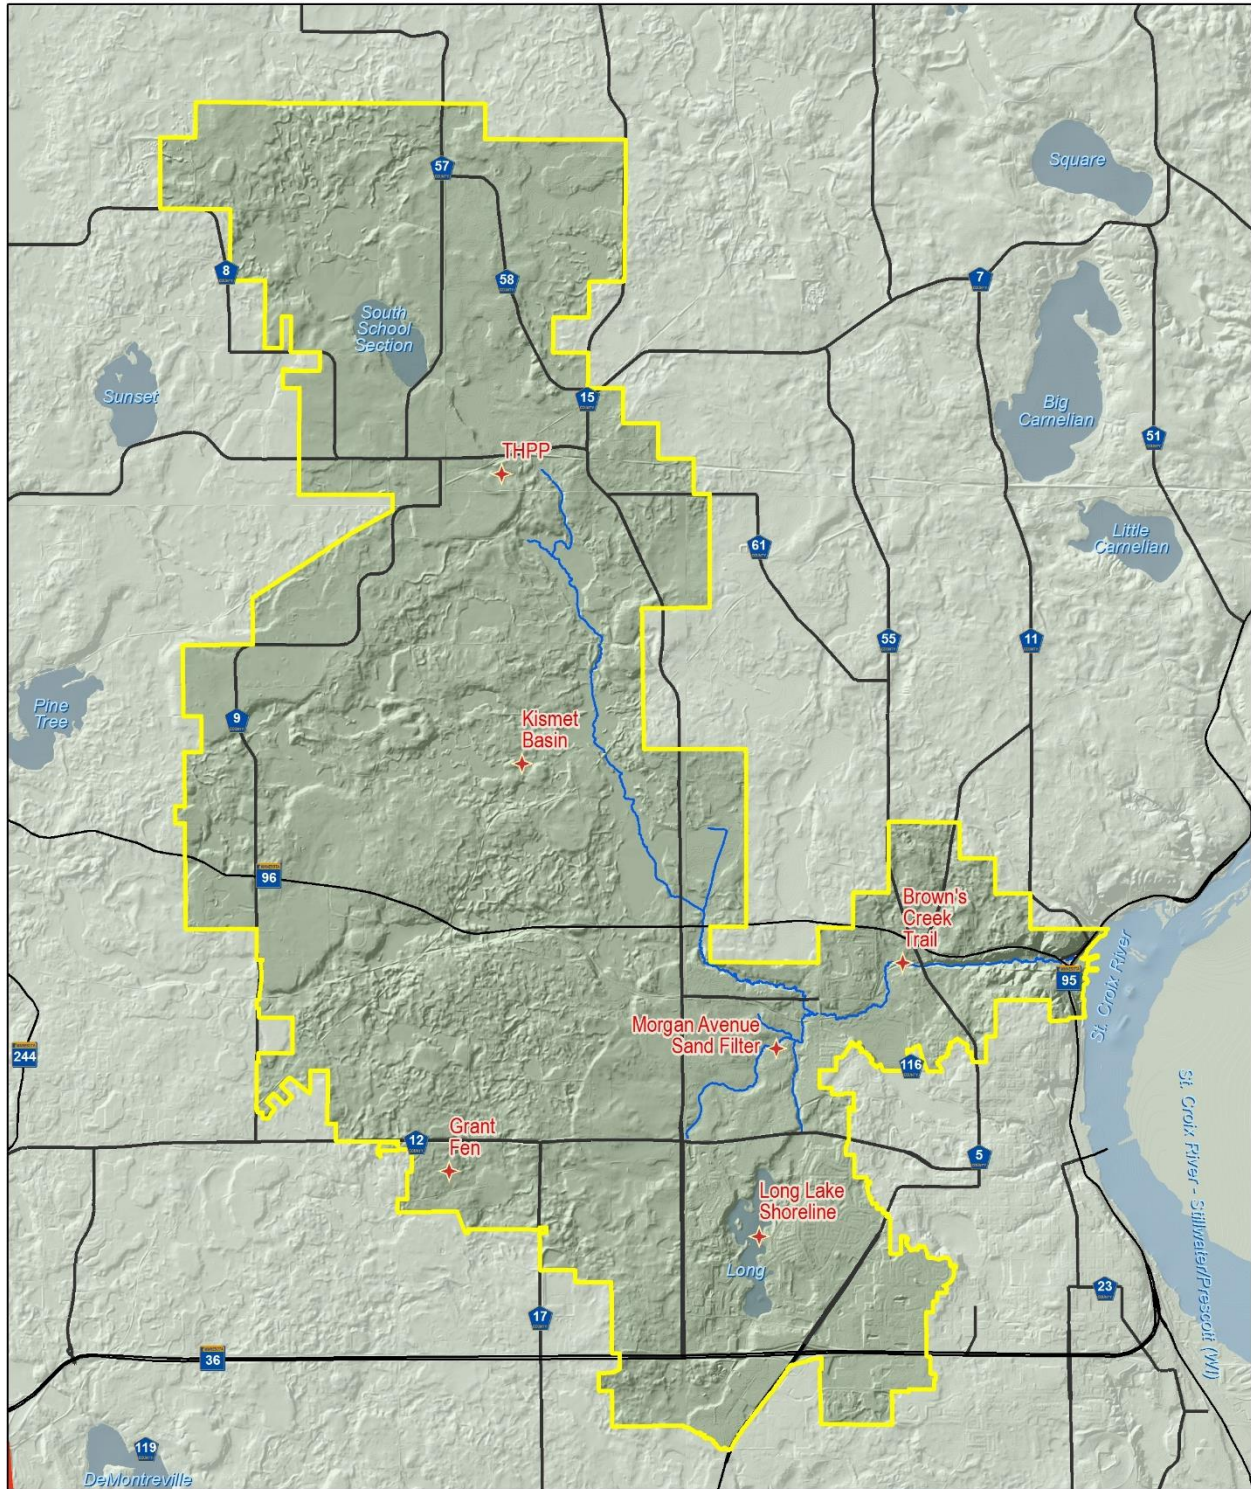 57
Square
8
58
7
South
School
Section
Sunset
Big
Carnelian
15
51
THPP
61
Little
Carnelian
55
11
Pine
Tree
9
Kismet
Basin
96
Brown's
Creek
Trail
95
St. Croix River
Morgan Avenue
Sand Filter
244
116
St. Croix River - Stillwater/Prescott (WI)
12
Grant
Fen
5
Long Lake
Shoreline
Long
23
17
36
119
DeMontreville